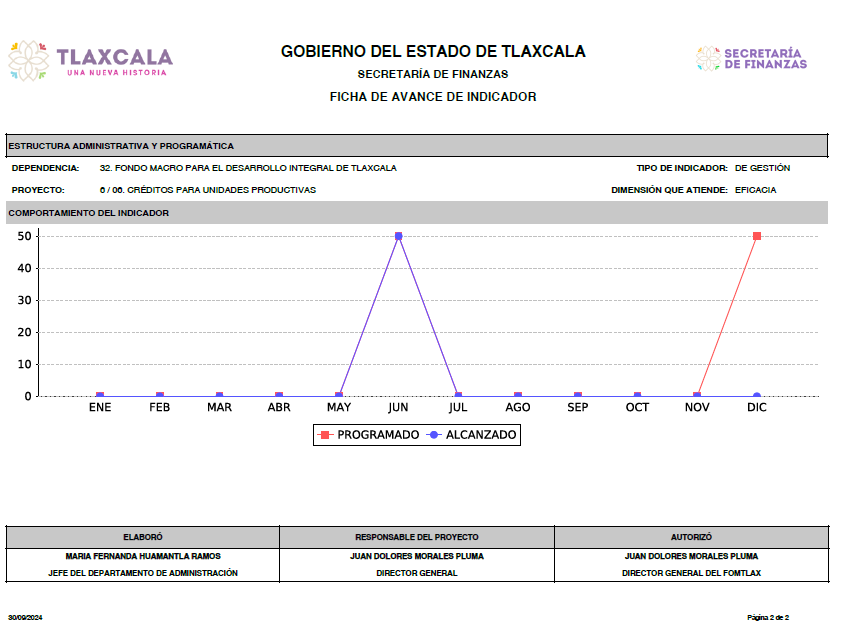 TLAXCALA
UNA NUEVA HISTORIA
GOBIERNO DEL ESTADO DE TLAXCALA
SECRETARÍA DE FINANZAS
FICHA DE AVANCE DE INDICADOR
SECRETARÍA
DE FINANZAS
ESTRUCTURA ADMINISTRATIVA Y PROGRAMÁTICA
DEPENDENCIA: 32. FONDO MACRO PARA EL DESARROLLO INTEGRAL DE TLAXCALA TIPO DE INDICADOR: DE GESTIÓN
PROYECTO: 6 / 06. CRÉDITOS PARA UNIDADES PRODUCTIVAS DIMENSIÓN QUE ATIENDE: EFICACIA
COMPORTAMIENTO DEL INDICADOR
50
40
30
20
10
0
ENE FEB MAR ABR MAY JUN JUL AGO SEP OCT NOV DIC
PROGRAMADO ALCANZADO
ELABORÓ RESPONSABLE DEL PROYECTO AUTORIZÓ
MARIA FERNANDA HUAMANTLA RAMOS JUAN DOLORES MORALES PLUMA JUAN DOLORES MORALES PLUMA
JEFE DEL DEPARTAMENTO DE ADMINISTRACIÓN DIRECTOR GENERAL DIRECTOR GENERAL DEL FOMTLAX
30/09/2024 Página 2 de 2